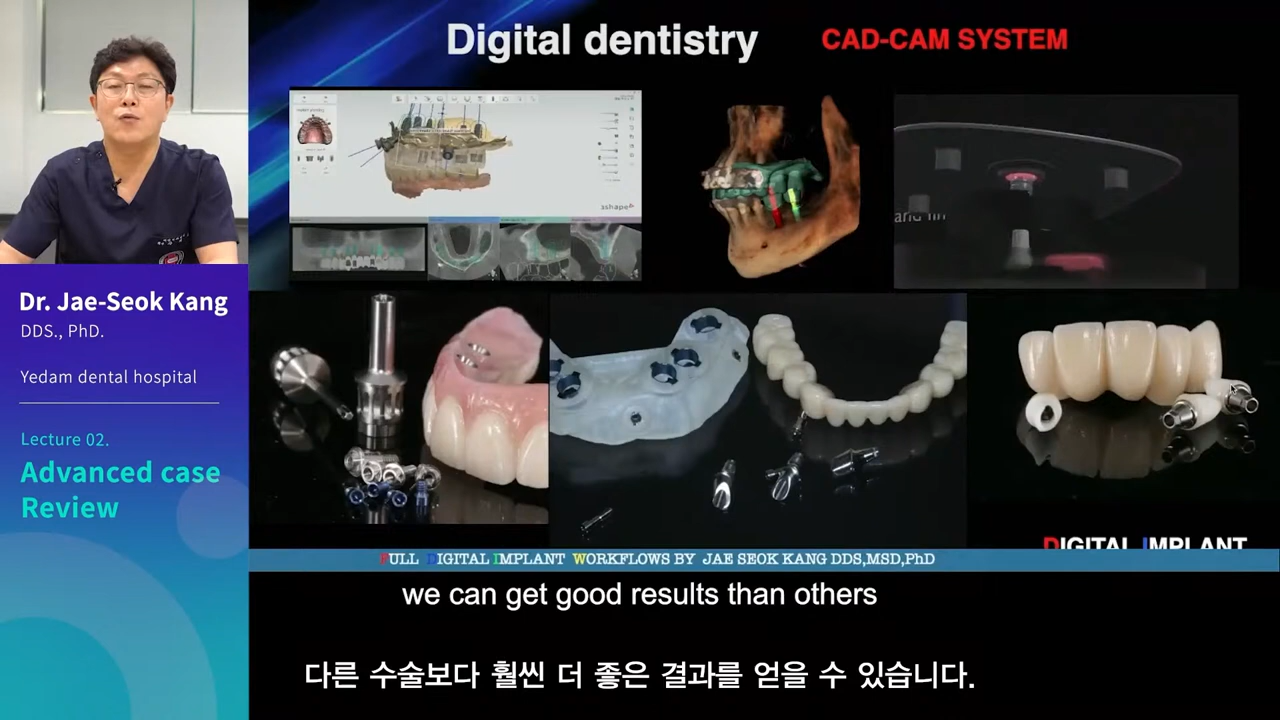 Digital dentistry
CAD-CAM SYSTEM
3shape
Dr. Jae-Seok Kang
DDS., PhD.
Yedam dental hospital
Lecture 02.
Advanced case
Review
DIGITAL IMPLANT
FULL DIGITAL IMPLANT WORKFLOWS BY JAE SEOK KANG DDS,MSD,PhD
we can get good results than others
다른 수술보다 훨씬 더 좋은 결과를 얻을 수 있습니다.